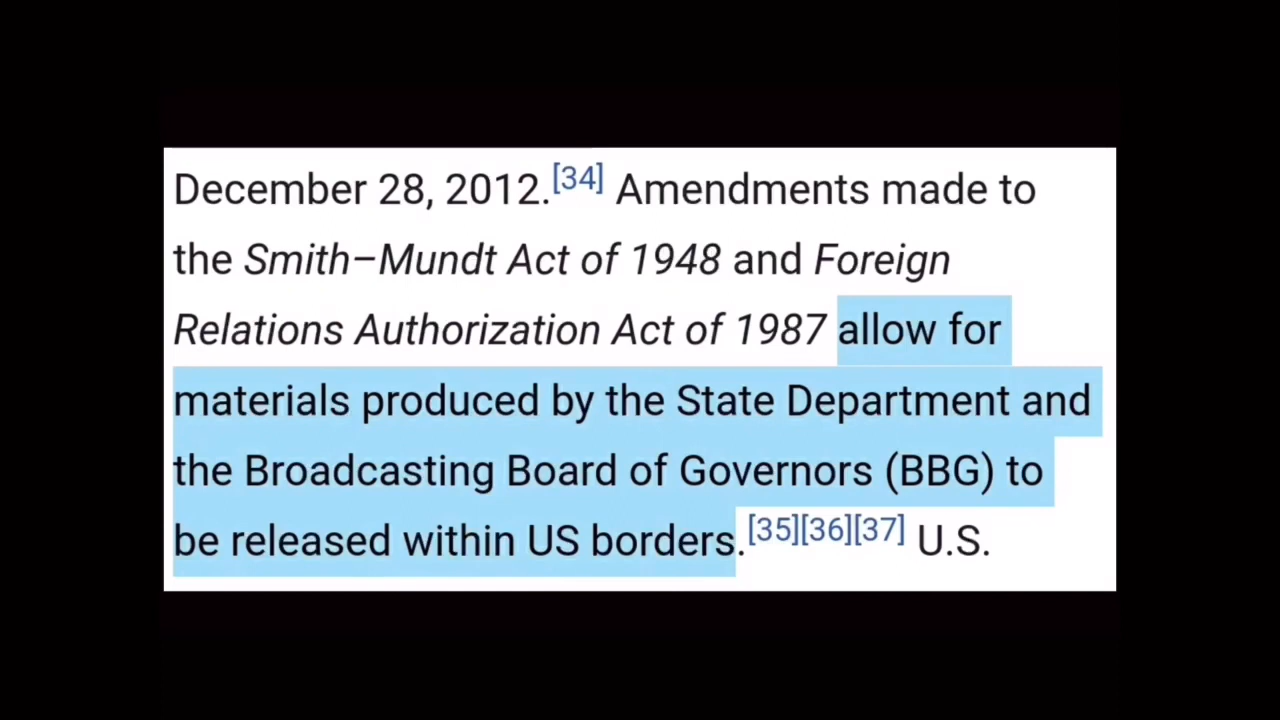 December 28, 2012.[34] Amendments made to
the Smith–Mundt Act of 1948 and Foreign
Relations Authorization Act of 1987 allow for
materials produced by the State Department and
the Broadcasting Board of Governors (BBG) to
be released within US borders.[35][36][37] U.S.